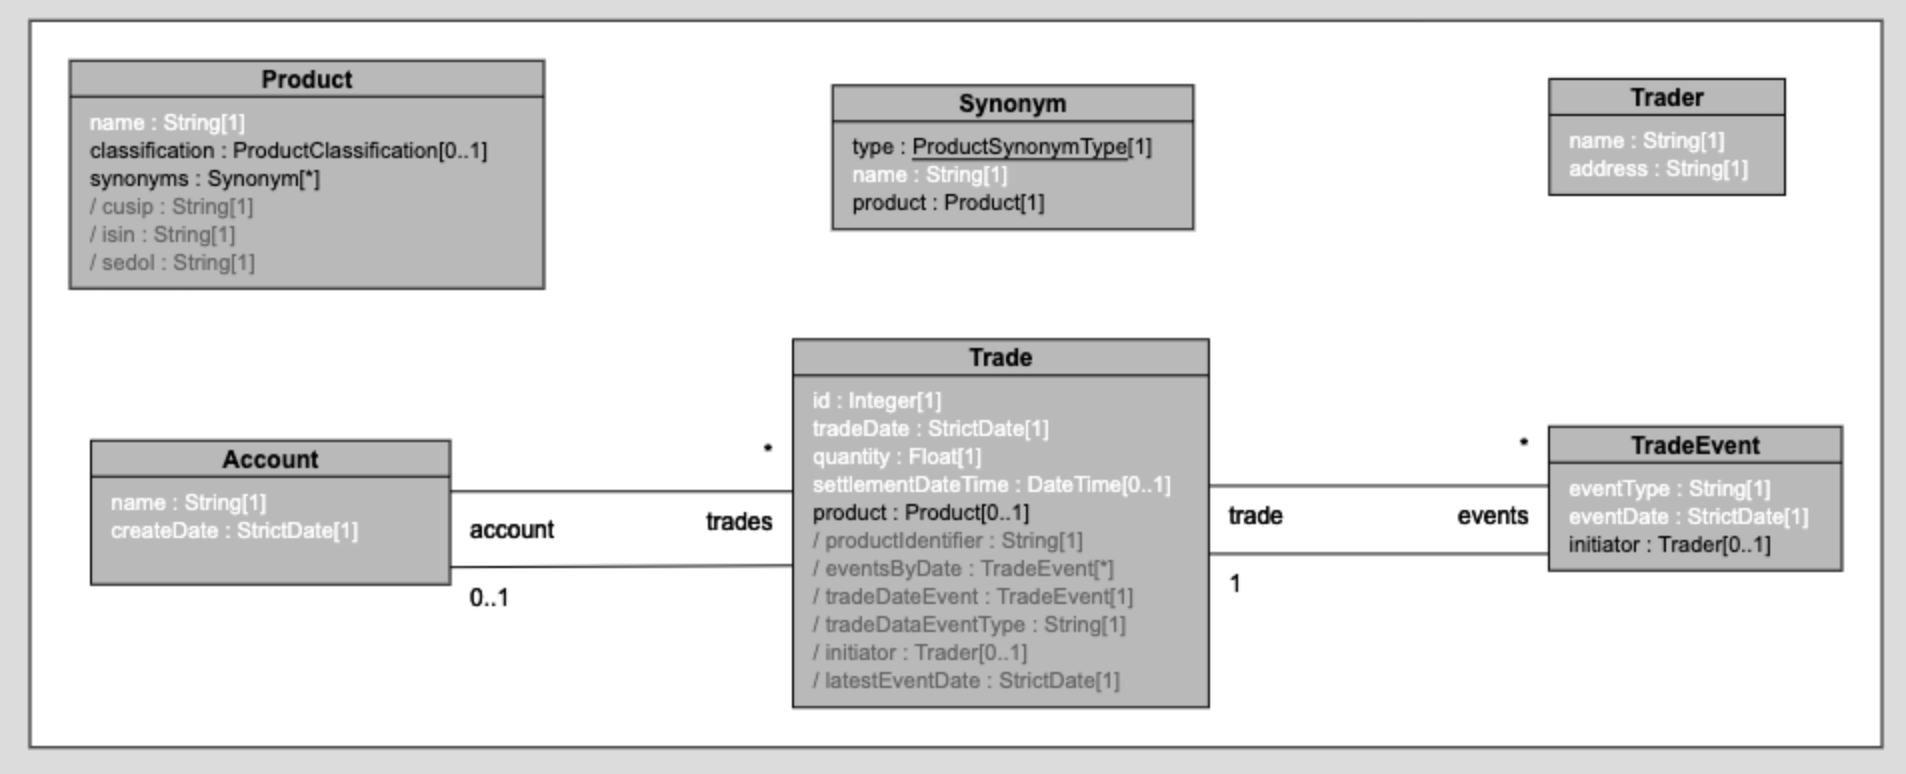 Product
name : String[1]
classification : ProductClassification[0..1]
synonyms : Synonym[*]
/ cusip : String[1]
/ isin : String[1]
/ sedol : String[1]
Synonym
type : ProductSynonymType[1]
name : String[1]
product : Product[1]
Trader
name : String[1]
address : String[1]
Account
name : String[1]
createDate : StrictDate[1]
account
0..1
*
trades
Trade
id : Integer[1]
tradeDate : StrictDate[1]
quantity : Float[1]
settlementDateTime : DateTime[0..1]
product : Product[0..1]
/ productIdentifier : String[1]
/ eventsByDate : TradeEvent[*]
/ tradeDateEvent : TradeEvent[1]
/ tradeDataEventType : String[1]
/ initiator : Trader[0..1]
/ latestEventDate : StrictDate[1]
trade
1
*
events
TradeEvent
eventType : String[1]
eventDate : StrictDate[1]
initiator : Trader[0..1]